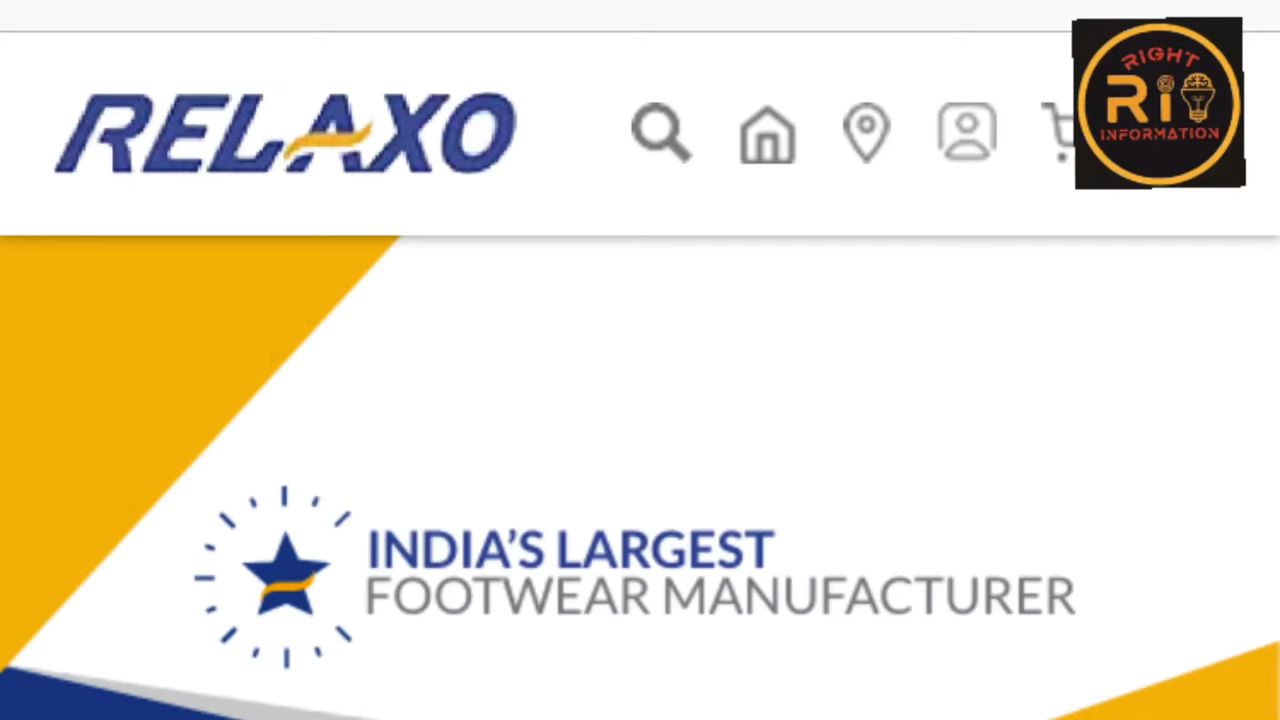 RELAXO
RIGHT
Ri
INFORMATION
INDIA'S LARGEST
FOOTWEAR MANUFACTURER